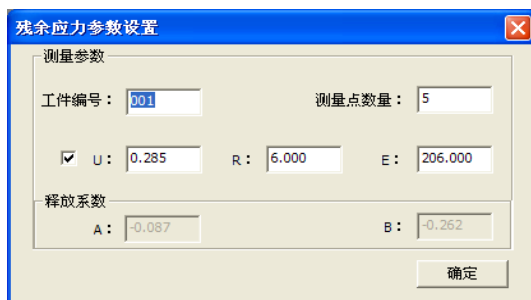 残余应力参数设置
测量参数
工件编号： 001 测量点数量： 5
U： 0.285 R： 6.000 E： 206.000
释放系数
A： -0.087 B： -0.262
确定